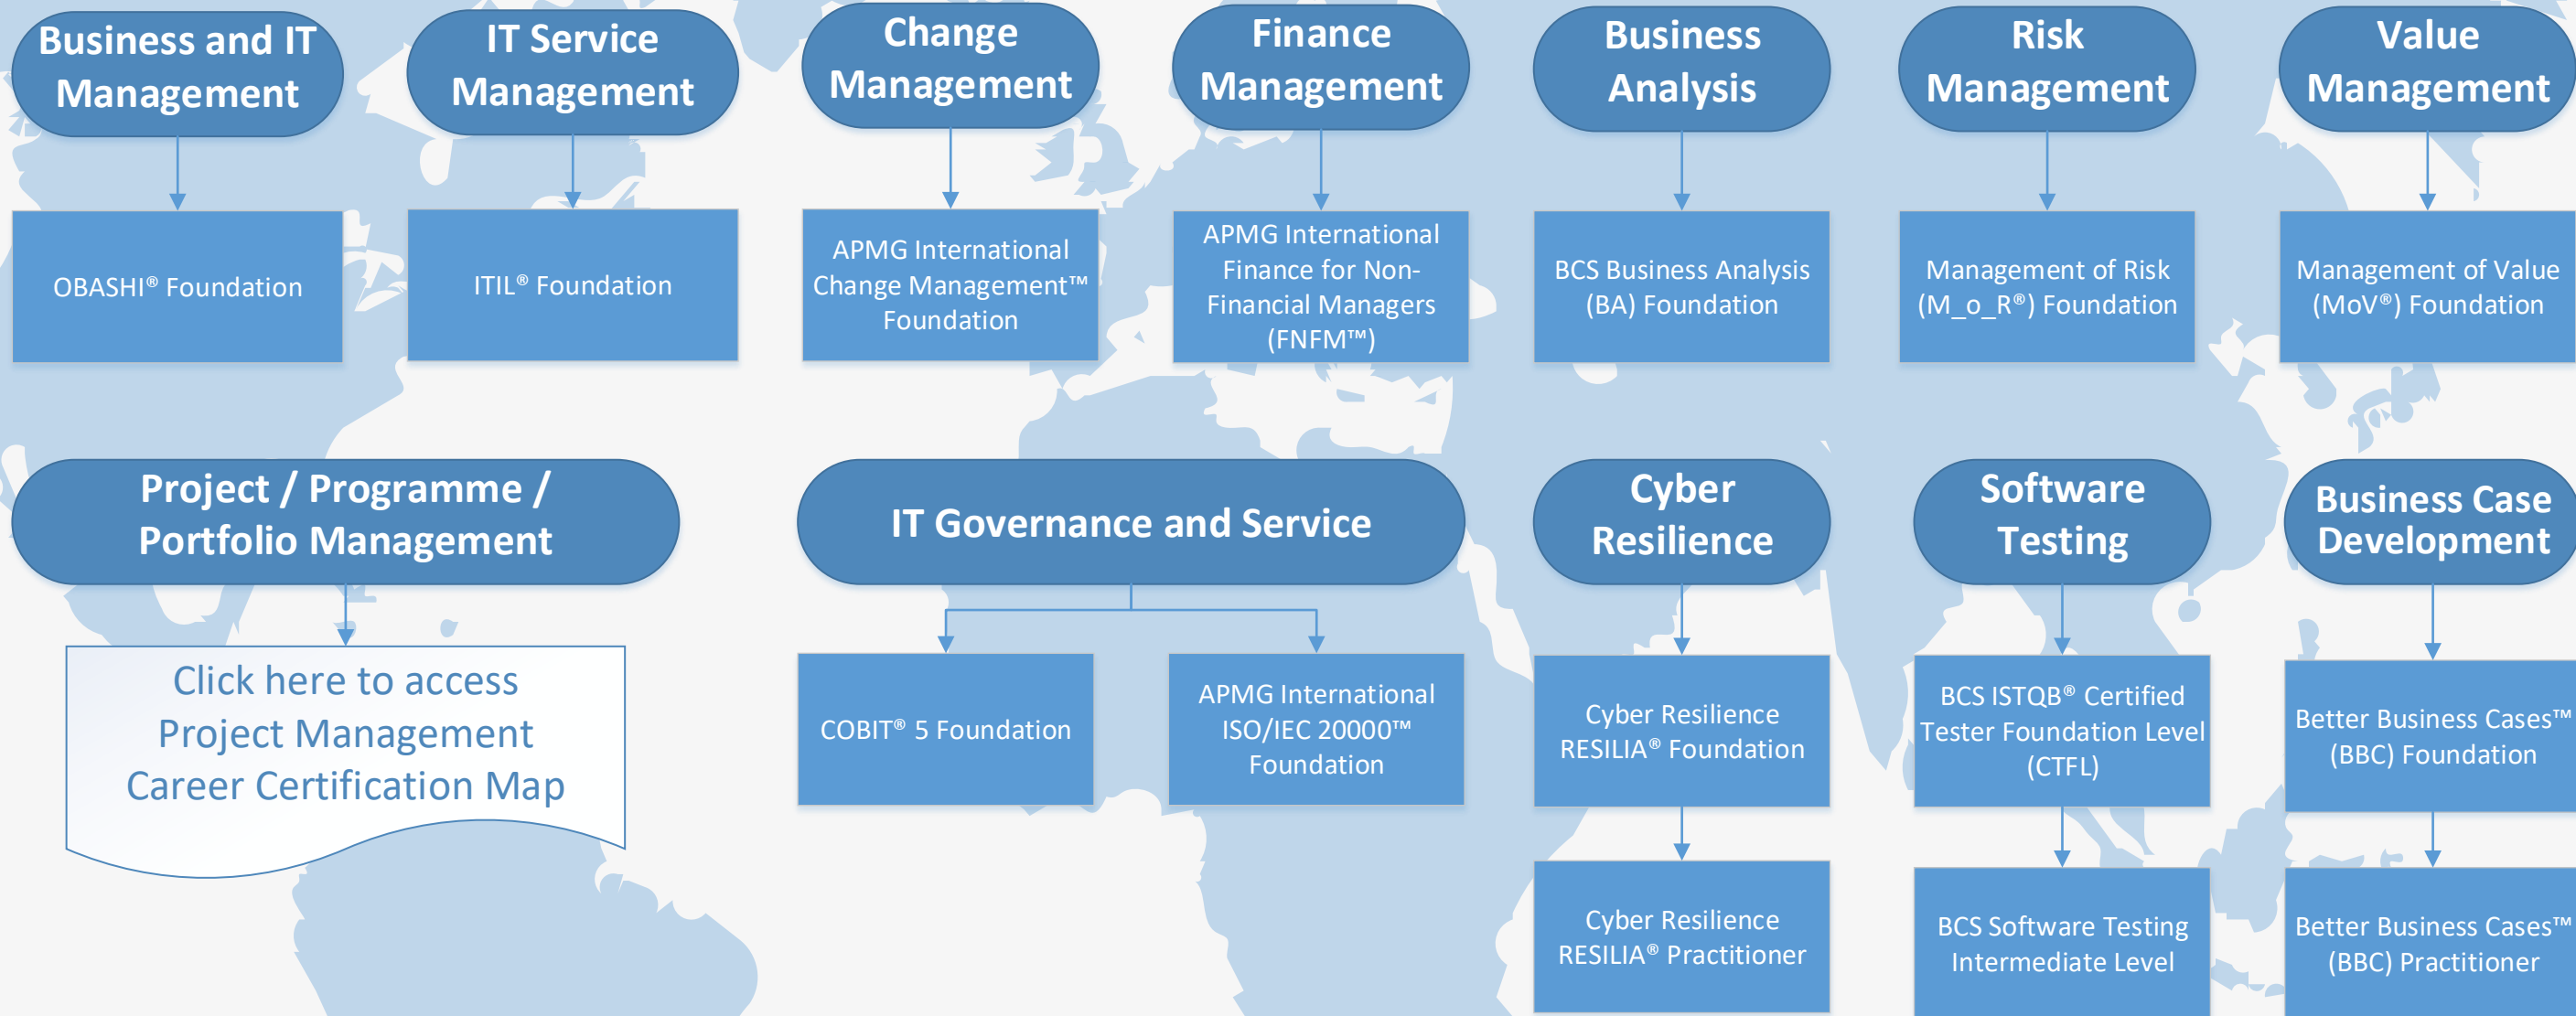 Business and IT
Management
IT Service
Management
Change
Management
Finance
Management
Business
Analysis
Risk
Management
Value
Management
OBASHI® Foundation
ITIL® Foundation
APMG International
Change Management™
Foundation
APMG International
Finance for Non-
Financial Managers
(FNFM™)
BCS Business Analysis
(BA) Foundation
Management of Risk
(M_o_R®) Foundation
Management of Value
(MoV®) Foundation
Project / Programme /
Portfolio Management
IT Governance and Service
Cyber
Resilience
Software
Testing
Business Case
Development
Click here to access
Project Management
Career Certification Map
COBIT® 5 Foundation
APMG International
ISO/IEC 20000™
Foundation
Cyber Resilience
RESILIA® Foundation
BCS ISTQB® Certified
Tester Foundation Level
(CTFL)
Better Business Cases™
(BBC) Foundation
Cyber Resilience
RESILIA® Practitioner
BCS Software Testing
Intermediate Level
Better Business Cases™
(BBC) Practitioner